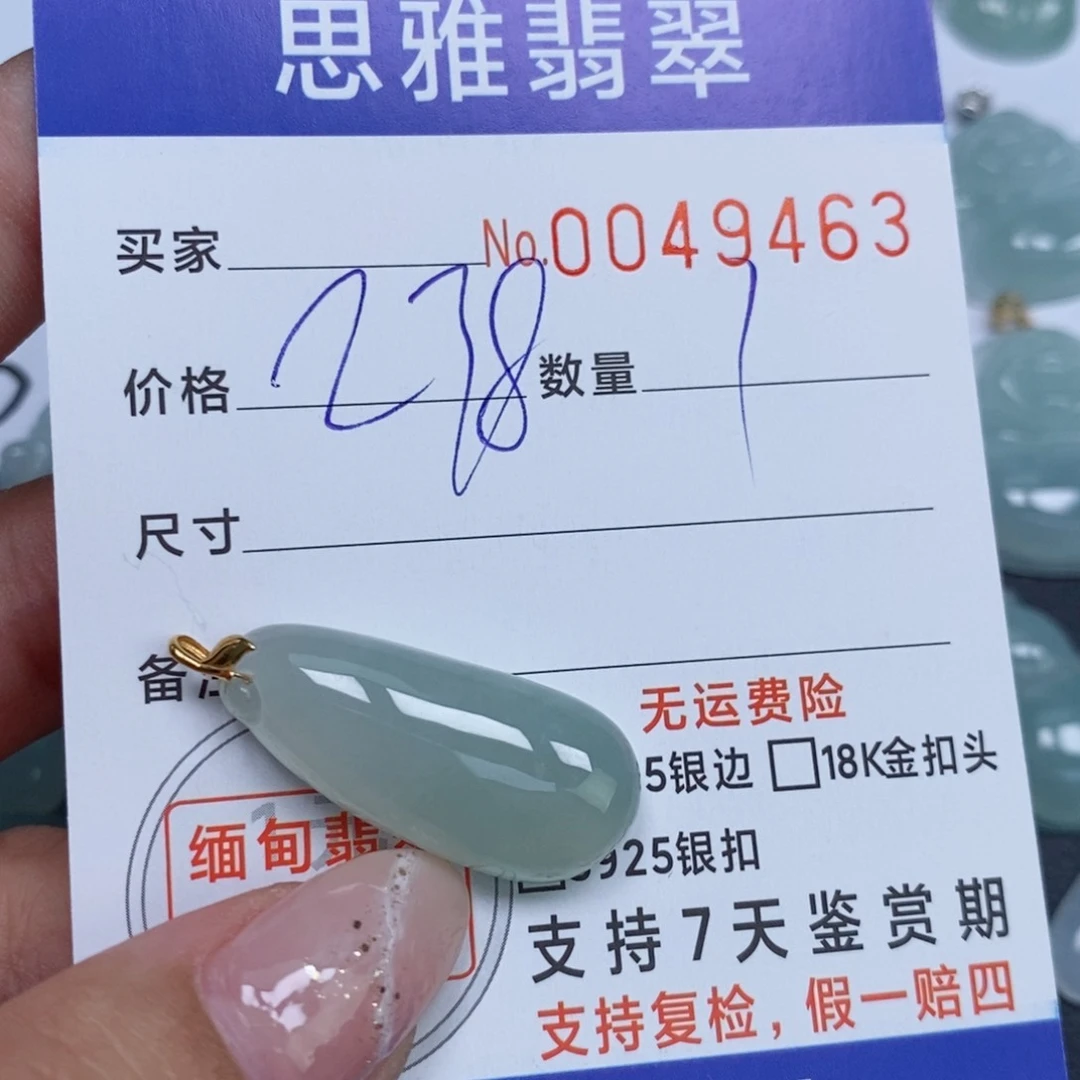 思雅翡翠
买家 No.0049463
价格 278 数量 1
尺寸
备注
无运费险
5银边 □18K金扣头
缅甸翡
925银扣
支持7天鉴赏期
支持复检，假一赔四